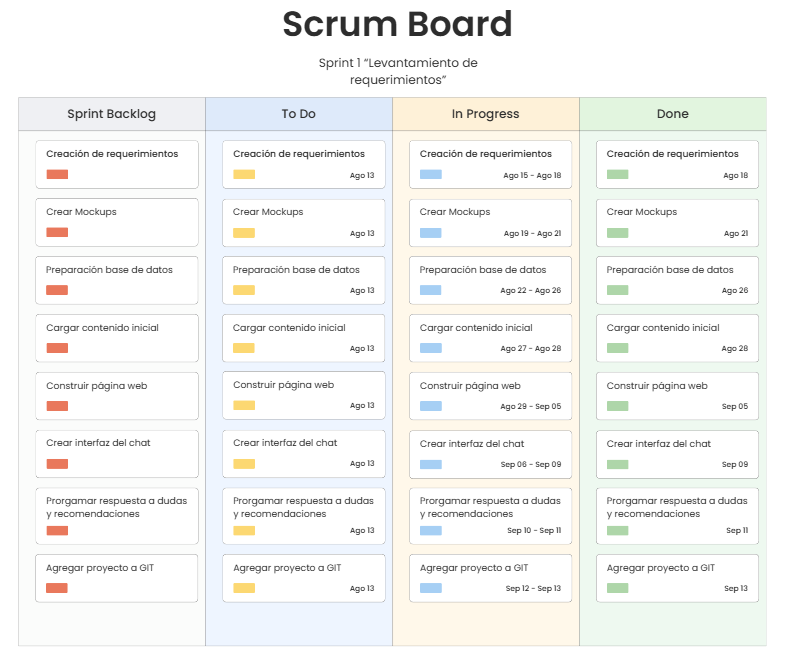 Scrum Board
Sprint 1 “Levantamiento de
requerimientos”
Sprint Backlog
To Do
In Progress
Done
Creación de requerimientos
Creación de requerimientos
Ago 13
Creación de requerimientos
Ago 15 - Ago 18
Creación de requerimientos
Ago 18
Crear Mockups
Crear Mockups
Ago 13
Crear Mockups
Ago 19 - Ago 21
Crear Mockups
Ago 21
Preparación base de datos
Preparación base de datos
Ago 13
Preparación base de datos
Ago 22 - Ago 26
Preparación base de datos
Ago 26
Cargar contenido inicial
Cargar contenido inicial
Ago 13
Cargar contenido inicial
Ago 27 - Ago 28
Cargar contenido inicial
Ago 28
Construir página web
Construir página web
Ago 13
Construir página web
Ago 29 - Sep 05
Construir página web
Sep 05
Crear interfaz del chat
Crear interfaz del chat
Ago 13
Crear interfaz del chat
Sep 06 - Sep 09
Crear interfaz del chat
Sep 09
Prorgamar respuesta a dudas
y recomendaciones
Prorgamar respuesta a dudas
y recomendaciones
Ago 13
Prorgamar respuesta a dudas
y recomendaciones
Sep 10 - Sep 11
Prorgamar respuesta a dudas
y recomendaciones
Sep 11
Agregar proyecto a GIT
Agregar proyecto a GIT
Ago 13
Agregar proyecto a GIT
Sep 12 - Sep 13
Agregar proyecto a GIT
Sep 13